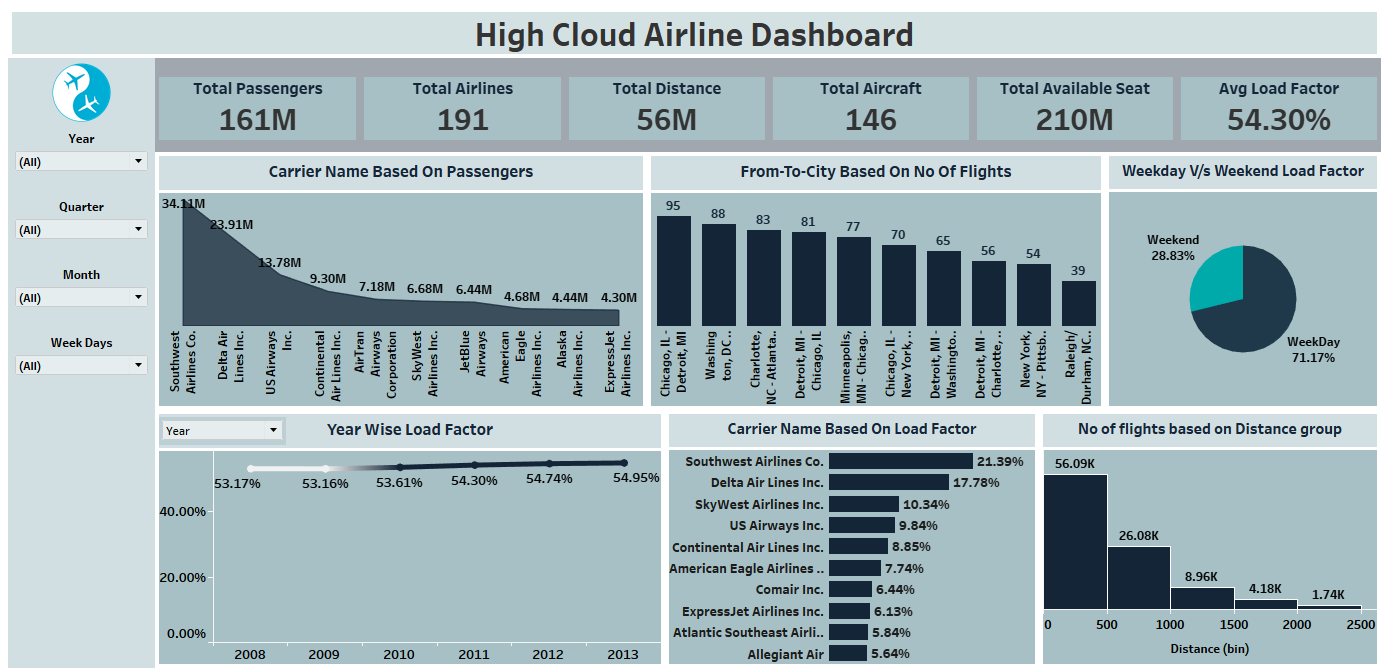 High Cloud Airline Dashboard
Year
(All)
Quarter
(All)
Month
(All)
Week Days
(All)
Total Passengers
161M
Total Airlines
191
Total Distance
56M
Total Aircraft
146
Total Available Seat
210M
Avg Load Factor
54.30%
Carrier Name Based On Passengers
34.11M
23.91M
13.78M
9.30M
7.18M
6.68M
6.44M
4.68M
4.44M
4.30M
Southwest
Airlines Co.
Delta Air
Lines Inc.
US Airways
Inc.
Continental
Air Lines Inc.
AirTran
Airways
Corporation
SkyWest
Airlines Inc.
JetBlue
Airways
American
Eagle
Airlines Inc.
Alaska
Airlines Inc.
ExpressJet
Airlines Inc.
From-To-City Based On No Of Flights
95
88
83
81
77
70
65
56
54
39
Chicago, IL -
Detroit, MI
Washing
ton, DC..
Charlotte,
NC - Atlanta..
Detroit, MI -
Chicago, IL
Minneapolis,
MN - Chicag..
Chicago, IL -
New York, ..
Detroit, MI -
Washingto..
Detroit, MI -
Charlotte, ..
New York,
NY - Pittsb..
Raleigh/
Durham, NC..
Weekday V/s Weekend Load Factor
Weekend
28.83%
WeekDay
71.17%
Year
Year Wise Load Factor
53.17%
53.16%
53.61%
54.30%
54.74%
54.95%
40.00%
20.00%
0.00%
2008
2009
2010
2011
2012
2013
Carrier Name Based On Load Factor
Southwest Airlines Co.
21.39%
Delta Air Lines Inc.
17.78%
SkyWest Airlines Inc.
10.34%
US Airways Inc.
9.84%
Continental Air Lines Inc.
8.85%
American Eagle Airlines ..
7.74%
Comair Inc.
6.44%
ExpressJet Airlines Inc.
6.13%
Atlantic Southeast Airli..
5.84%
Allegiant Air
5.64%
No of flights based on Distance group
56.09K
26.08K
8.96K
4.18K
1.74K
0
500
1000
1500
2000
2500
Distance (bin)